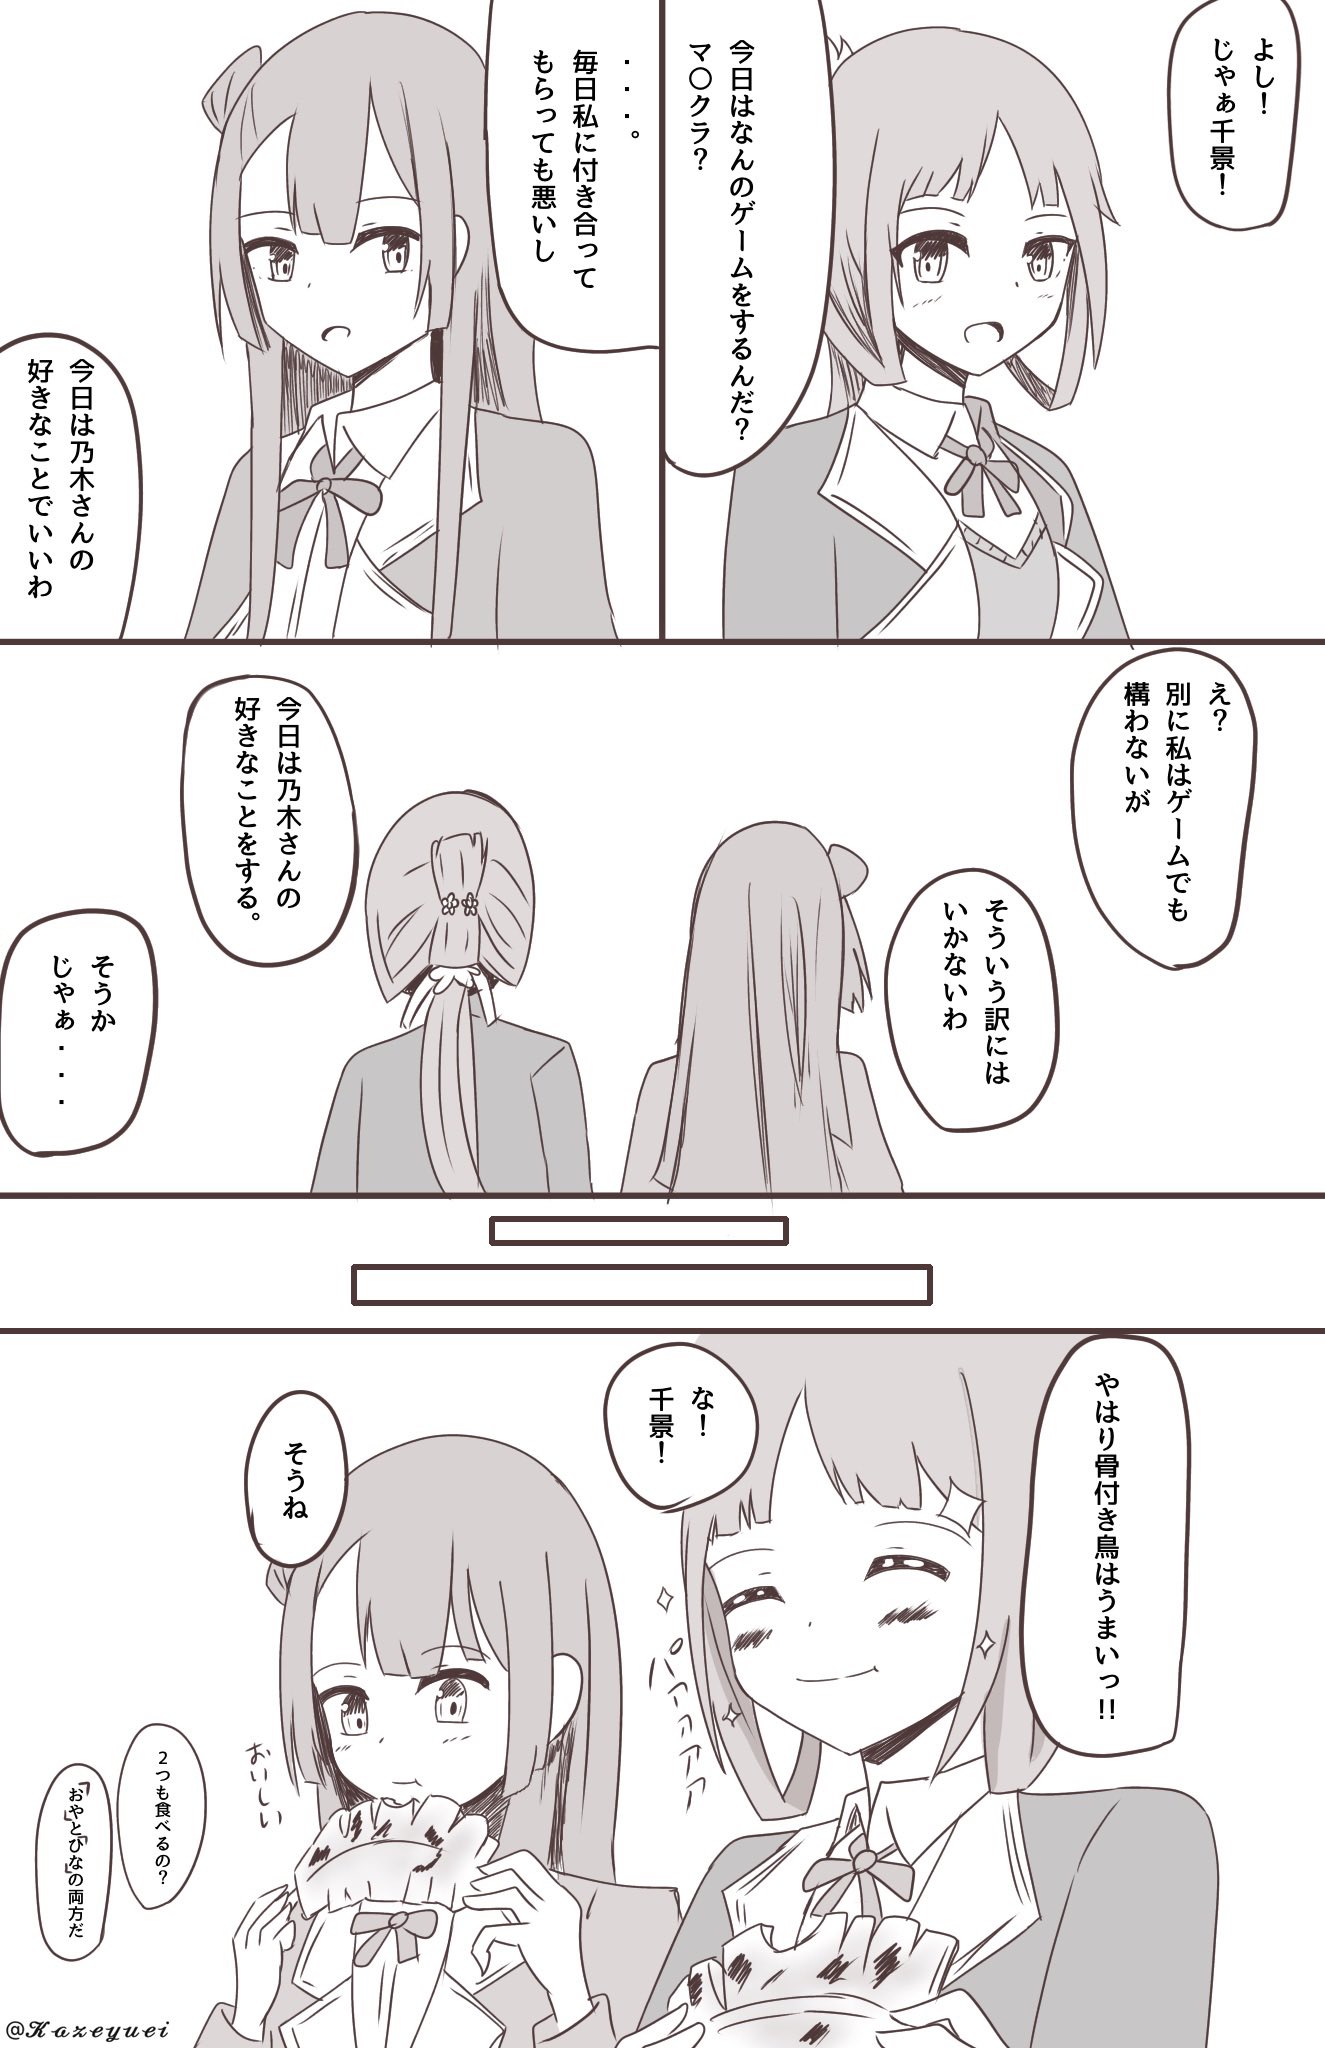 よし！
じゃぁ千景！
今日はなんのゲームをするんだ？
マ〇クラ？
・・・。
毎日私に付き合って
もらっても悪いし
今日は乃木さんの
好きなことでいいわ
え？
別に私はゲームでも
構わないが
そういう訳には
いかないわ
今日は乃木さんの
好きなことをする。
そうか
じゃぁ・・・
やはり骨付き鳥はうまいっ!!
な！
千景！
パァァァァ
そうね
おいしい
2つも食べるの？
「おや」と「ひな」の両方だ
@Kazeyuei